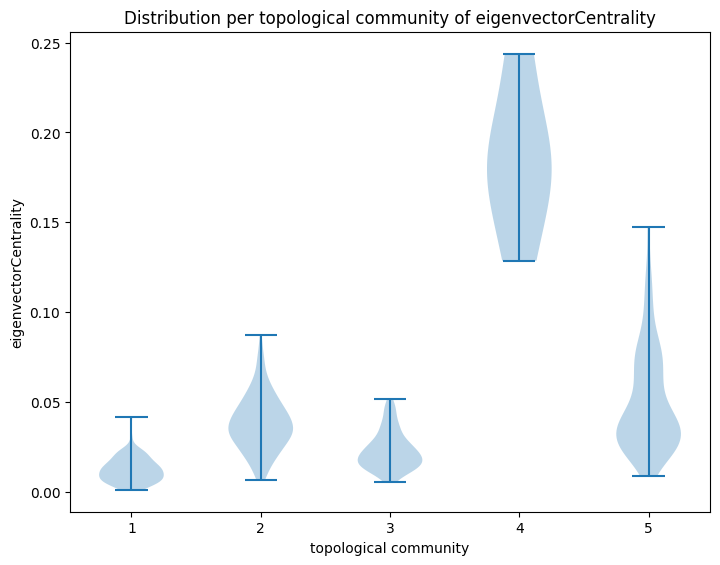 Distribution per topological community of eigenvectorCentrality
eigenvectorCentrality
0.25
0.20
0.15
0.10
0.05
0.00
1 2 3 4 5
topological community